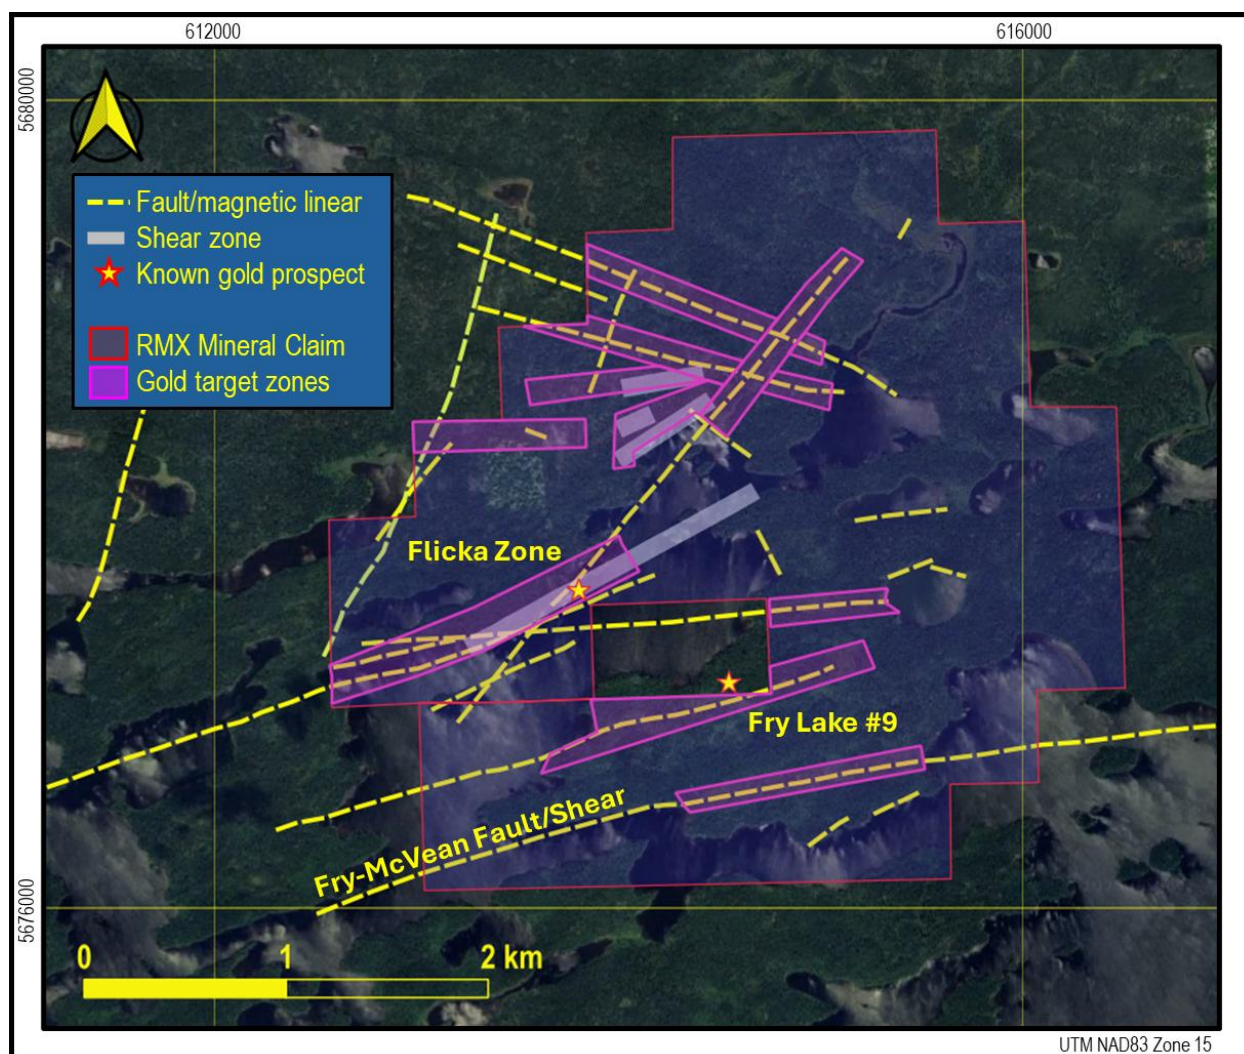 612000
616000
5680000
Fault/magnetic linear
Shear zone
Known gold prospect
RMX Mineral Claim
Gold target zones
Flicka Zone
Fry Lake #9
Fry-McVean Fault/Shear
5676000
0 1 2 km
UTM NAD83 Zone 15